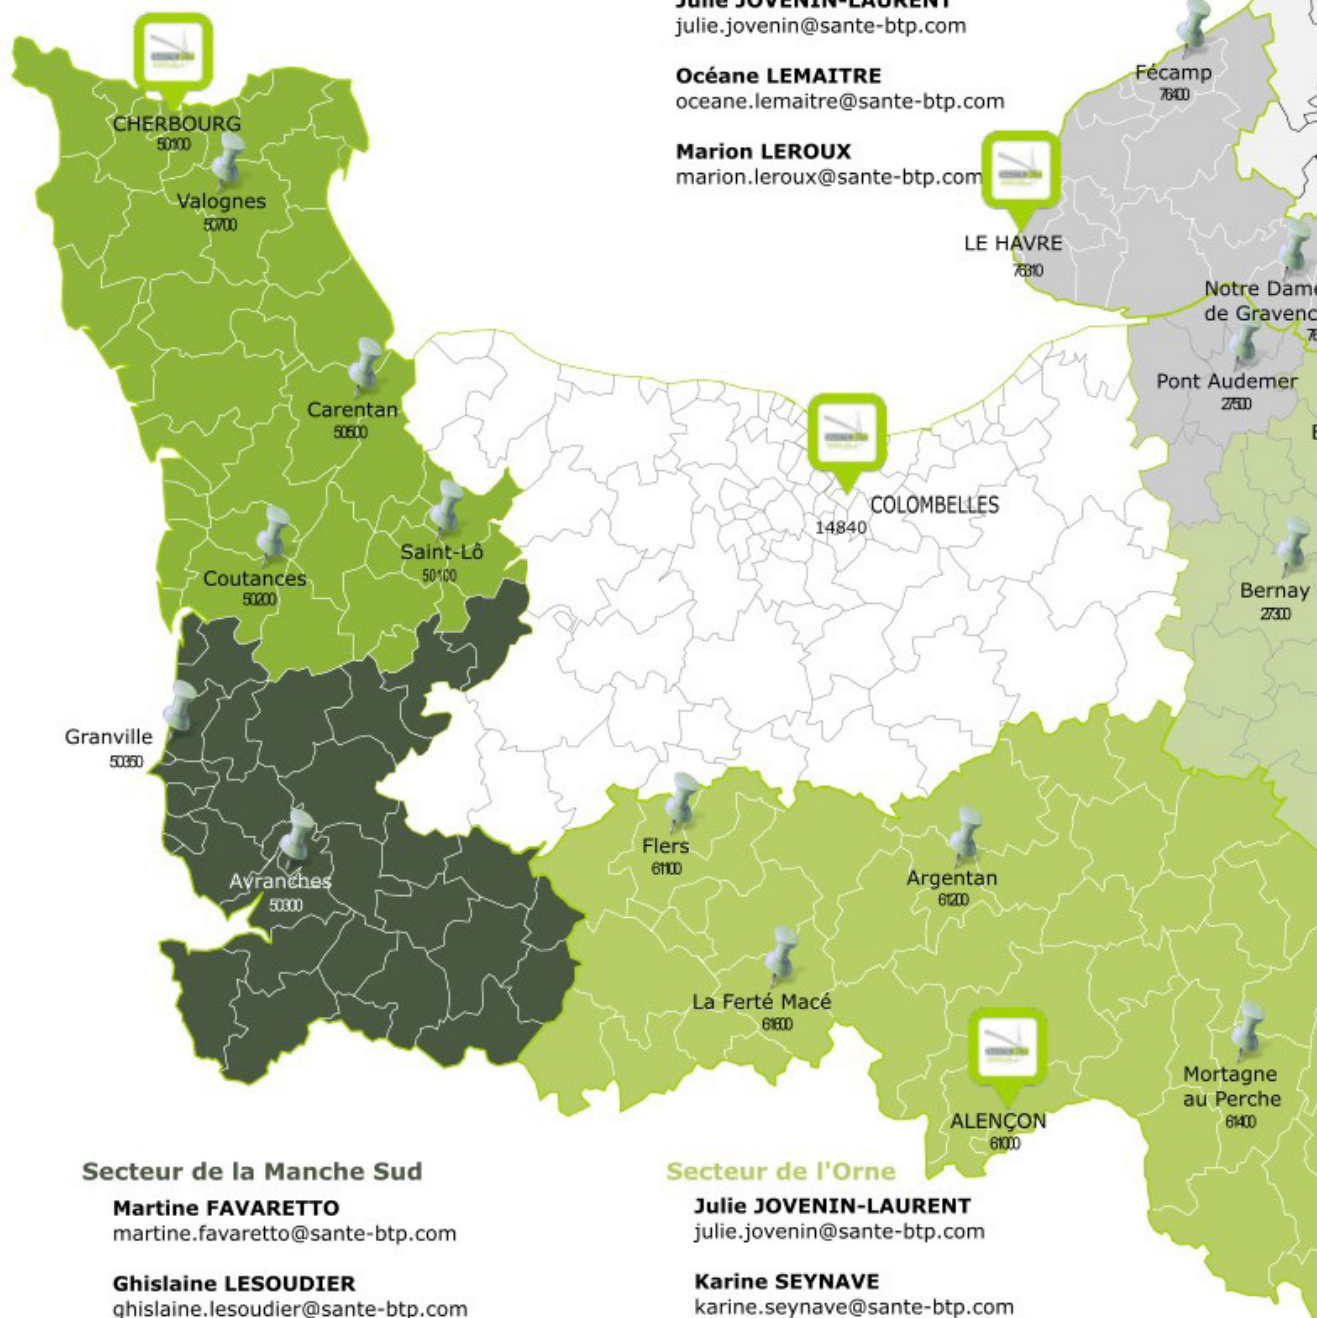 Julie JOVENIN-LAURENT
julie.jovenin@sante-btp.com
Océane LEMAITRE
oceane.lemaitre@sante-btp.com
Marion LEROUX
marion.leroux@sante-btp.com
Fécamp
76400
CHERBOURG
50100
Valognes
50700
LE HAVRE
76310
Notre Dame
de Gravenc
Pont Audemer
27500
Carentan
50500
COLOMBELLES
14840
Saint-Lô
50100
Coutances
50200
Bernay
27300
Granville
50350
Avranches
50300
Flers
61100
Argentan
61200
La Ferté Macé
61600
Mortagne
au Perche
61400
ALENÇON
61000
Secteur de la Manche Sud
Martine FAVARETTO
martine.favaretto@sante-btp.com
Ghislaine LESOUDIER
ghislaine.lesoudier@sante-btp.com
Secteur de l'Orne
Julie JOVENIN-LAURENT
julie.jovenin@sante-btp.com
Karine SEYNAVE
karine.seynave@sante-btp.com